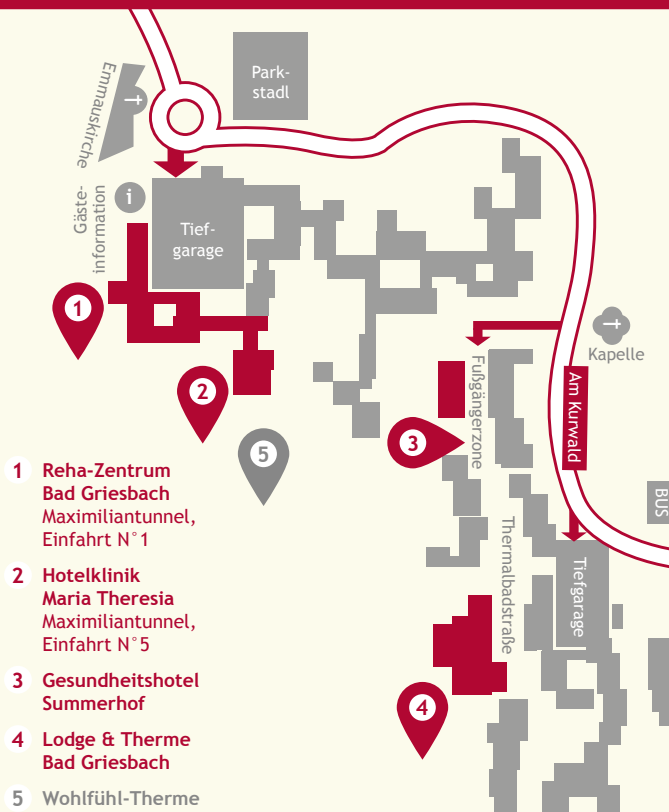 Park-
stadl
Emmauskirche
Gäste-
information
i
Tief-
garage
1
2
5
Kapelle
Fußgängerzone
Am Kurwald
3
BUS
Thermalbadstraße
Tiefgarage
4
1 Reha-Zentrum
Bad Griesbach
Maximiliantunnel,
Einfahrt N°1
2 Hotelklinik
Maria Theresia
Maximiliantunnel,
Einfahrt N°5
3 Gesundheitshotel
Summerhof
4 Lodge & Therme
Bad Griesbach
5 Wohlfühl-Therme